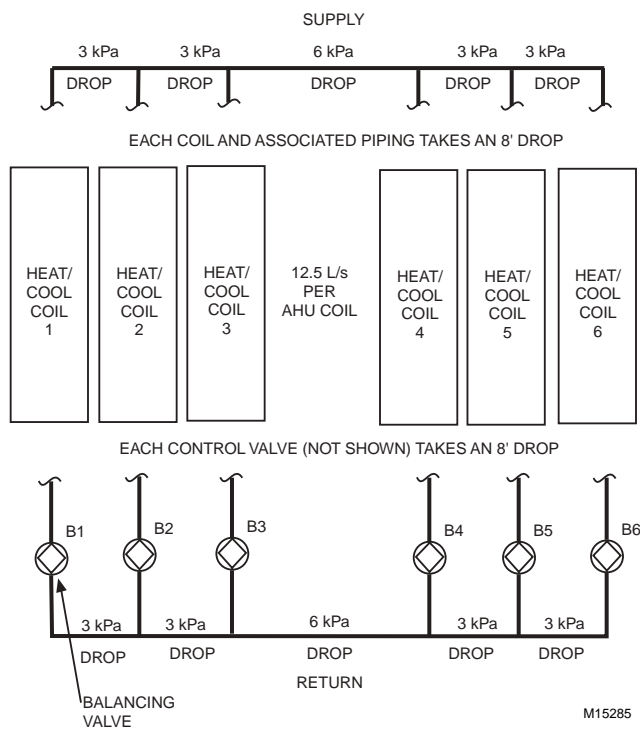 SUPPLY
3 kPa 3 kPa 6 kPa 3 kPa 3 kPa
DROP DROP DROP DROP DROP
EACH COIL AND ASSOCIATED PIPING TAKES AN 8' DROP
HEAT/
COOL
COIL
1
HEAT/
COOL
COIL
2
HEAT/
COOL
COIL
3
12.5 L/s
PER
AHU COIL
HEAT/
COOL
COIL
4
HEAT/
COOL
COIL
5
HEAT/
COOL
COIL
6
EACH CONTROL VALVE (NOT SHOWN) TAKES AN 8' DROP
B1 B2 B3 B4 B5 B6
3 kPa 3 kPa 6 kPa 3 kPa 3 kPa
DROP DROP DROP DROP DROP
RETURN
BALANCING
VALVE
M15285